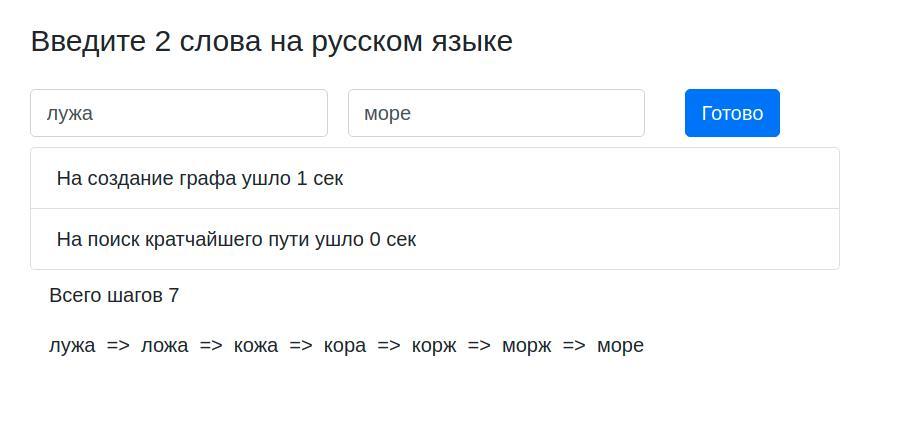 Введите 2 слова на русском языке
лужа море Готово
На создание графа ушло 1 сек
На поиск кратчайшего пути ушло 0 сек
Всего шагов 7
лужа => ложа => кожа => кора => корж => морж => море